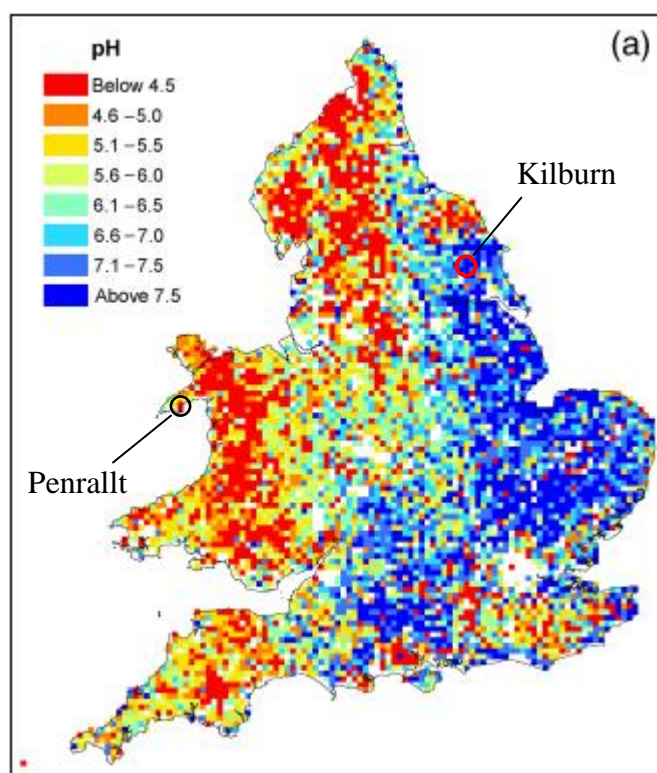 pH
(a)
Below 4.5
4.6 – 5.0
5.1 – 5.5
5.6 – 6.0
6.1 – 6.5
6.6 – 7.0
7.1 – 7.5
Above 7.5
Kilburn
Penrallt